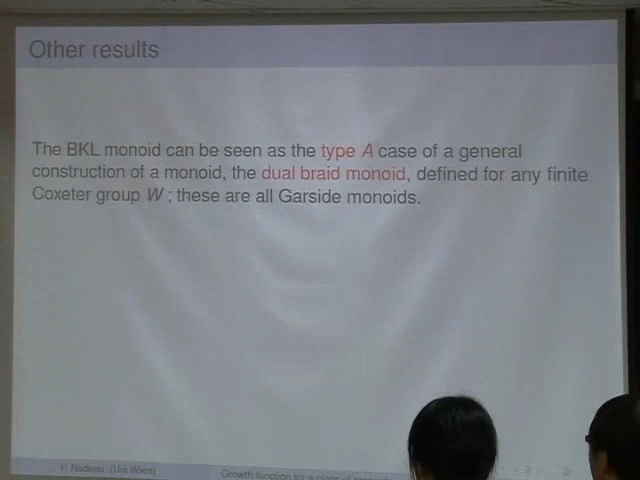 Other results
The BKL monoid can be seen as the type A case of a general
construction of a monoid, the dual braid monoid, defined for any finite
Coxeter group W ; these are all Garside monoids.
P. Nadeau (Uni Wien)
Growth function for a class of